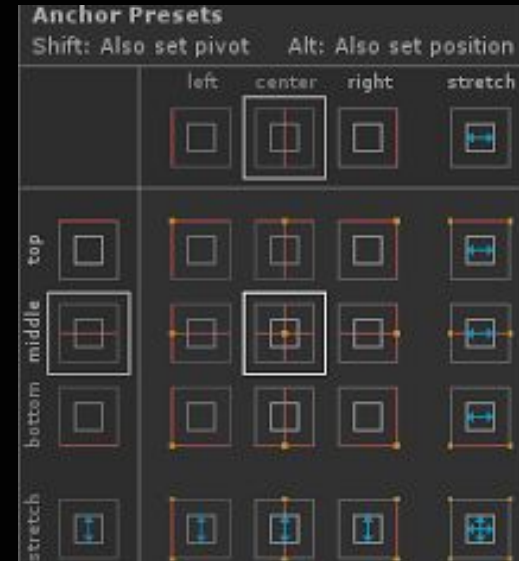 Anchor Presets
Shift: Also set pivot    Alt: Also set position
left center right stretch
top
middle
bottom
stretch